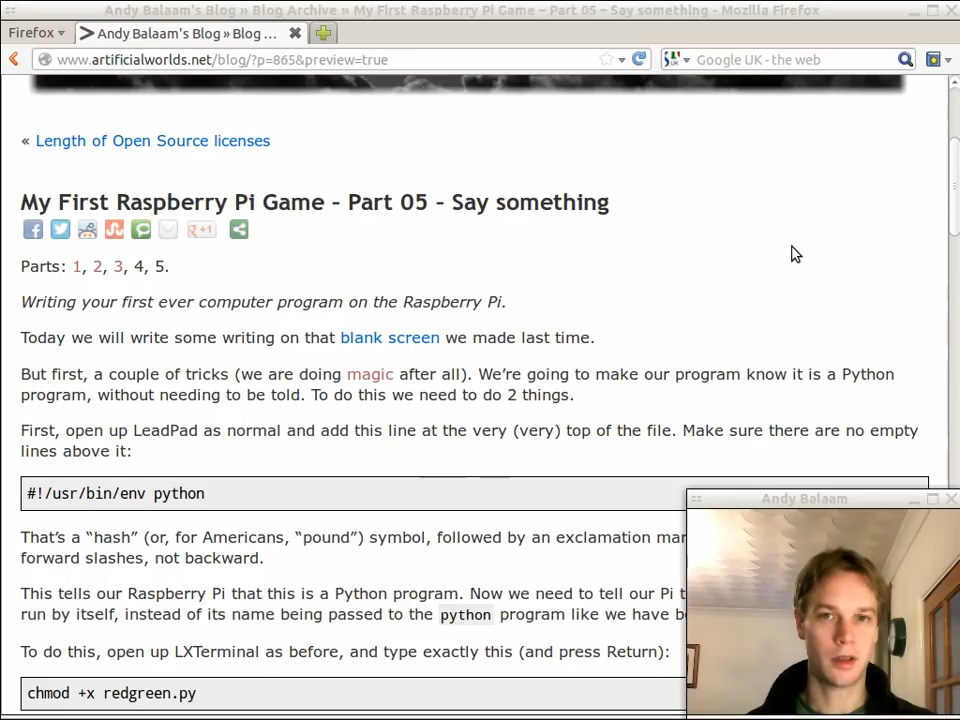 Andy Balaam's Blog » Blog Archive » My First Raspberry Pi Game – Part 05 – Say something - Mozilla Firefox
Firefox
Andy Balaam's Blog » Blog ...
www.artificialworlds.net/blog/?p=865&preview=true
Google UK - the web
« Length of Open Source licenses
My First Raspberry Pi Game – Part 05 – Say something
+1
Parts: 1, 2, 3, 4, 5.
Writing your first ever computer program on the Raspberry Pi.
Today we will write some writing on that blank screen we made last time.
But first, a couple of tricks (we are doing magic after all). We’re going to make our program know it is a Python
program, without needing to be told. To do this we need to do 2 things.
First, open up LeadPad as normal and add this line at the very (very) top of the file. Make sure there are no empty
lines above it:
#!/usr/bin/env python
Andy Balaam
That’s a “hash” (or, for Americans, “pound”) symbol, followed by an exclamation mar
forward slashes, not backward.
This tells our Raspberry Pi that this is a Python program. Now we need to tell our Pi t
run by itself, instead of its name being passed to the python program like we have b
To do this, open up LXTerminal as before, and type exactly this (and press Return):
chmod +x redgreen.py